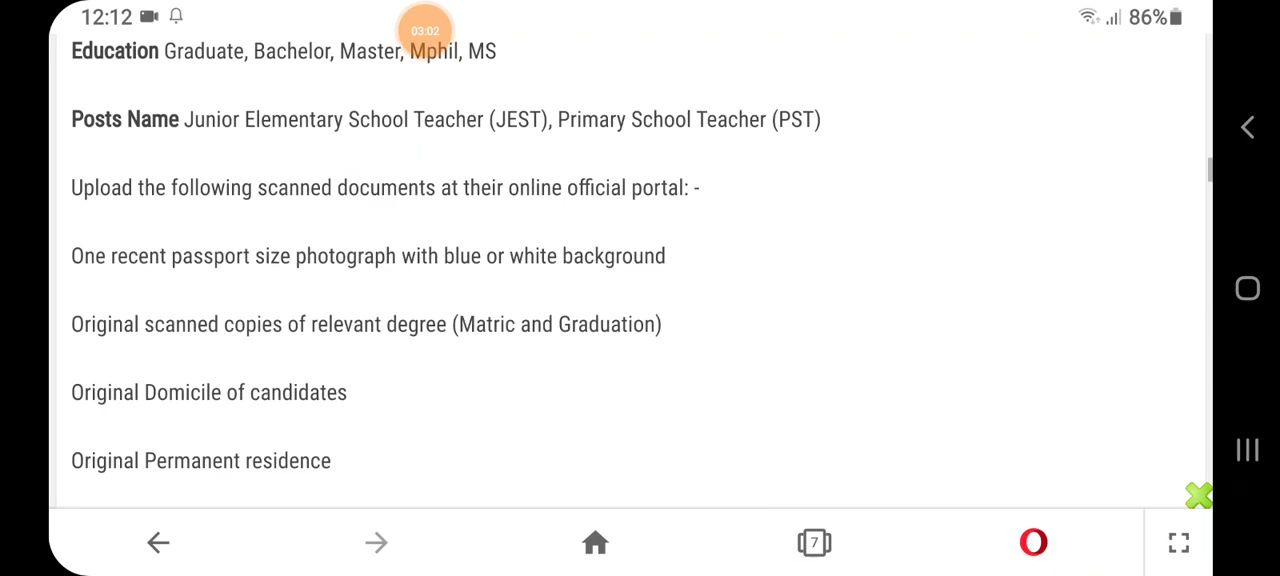 12:12
03:02
86%
Education Graduate, Bachelor, Master, Mphil, MS
Posts Name Junior Elementary School Teacher (JEST), Primary School Teacher (PST)
Upload the following scanned documents at their online official portal: -
One recent passport size photograph with blue or white background
Original scanned copies of relevant degree (Matric and Graduation)
Original Domicile of candidates
Original Permanent residence
7